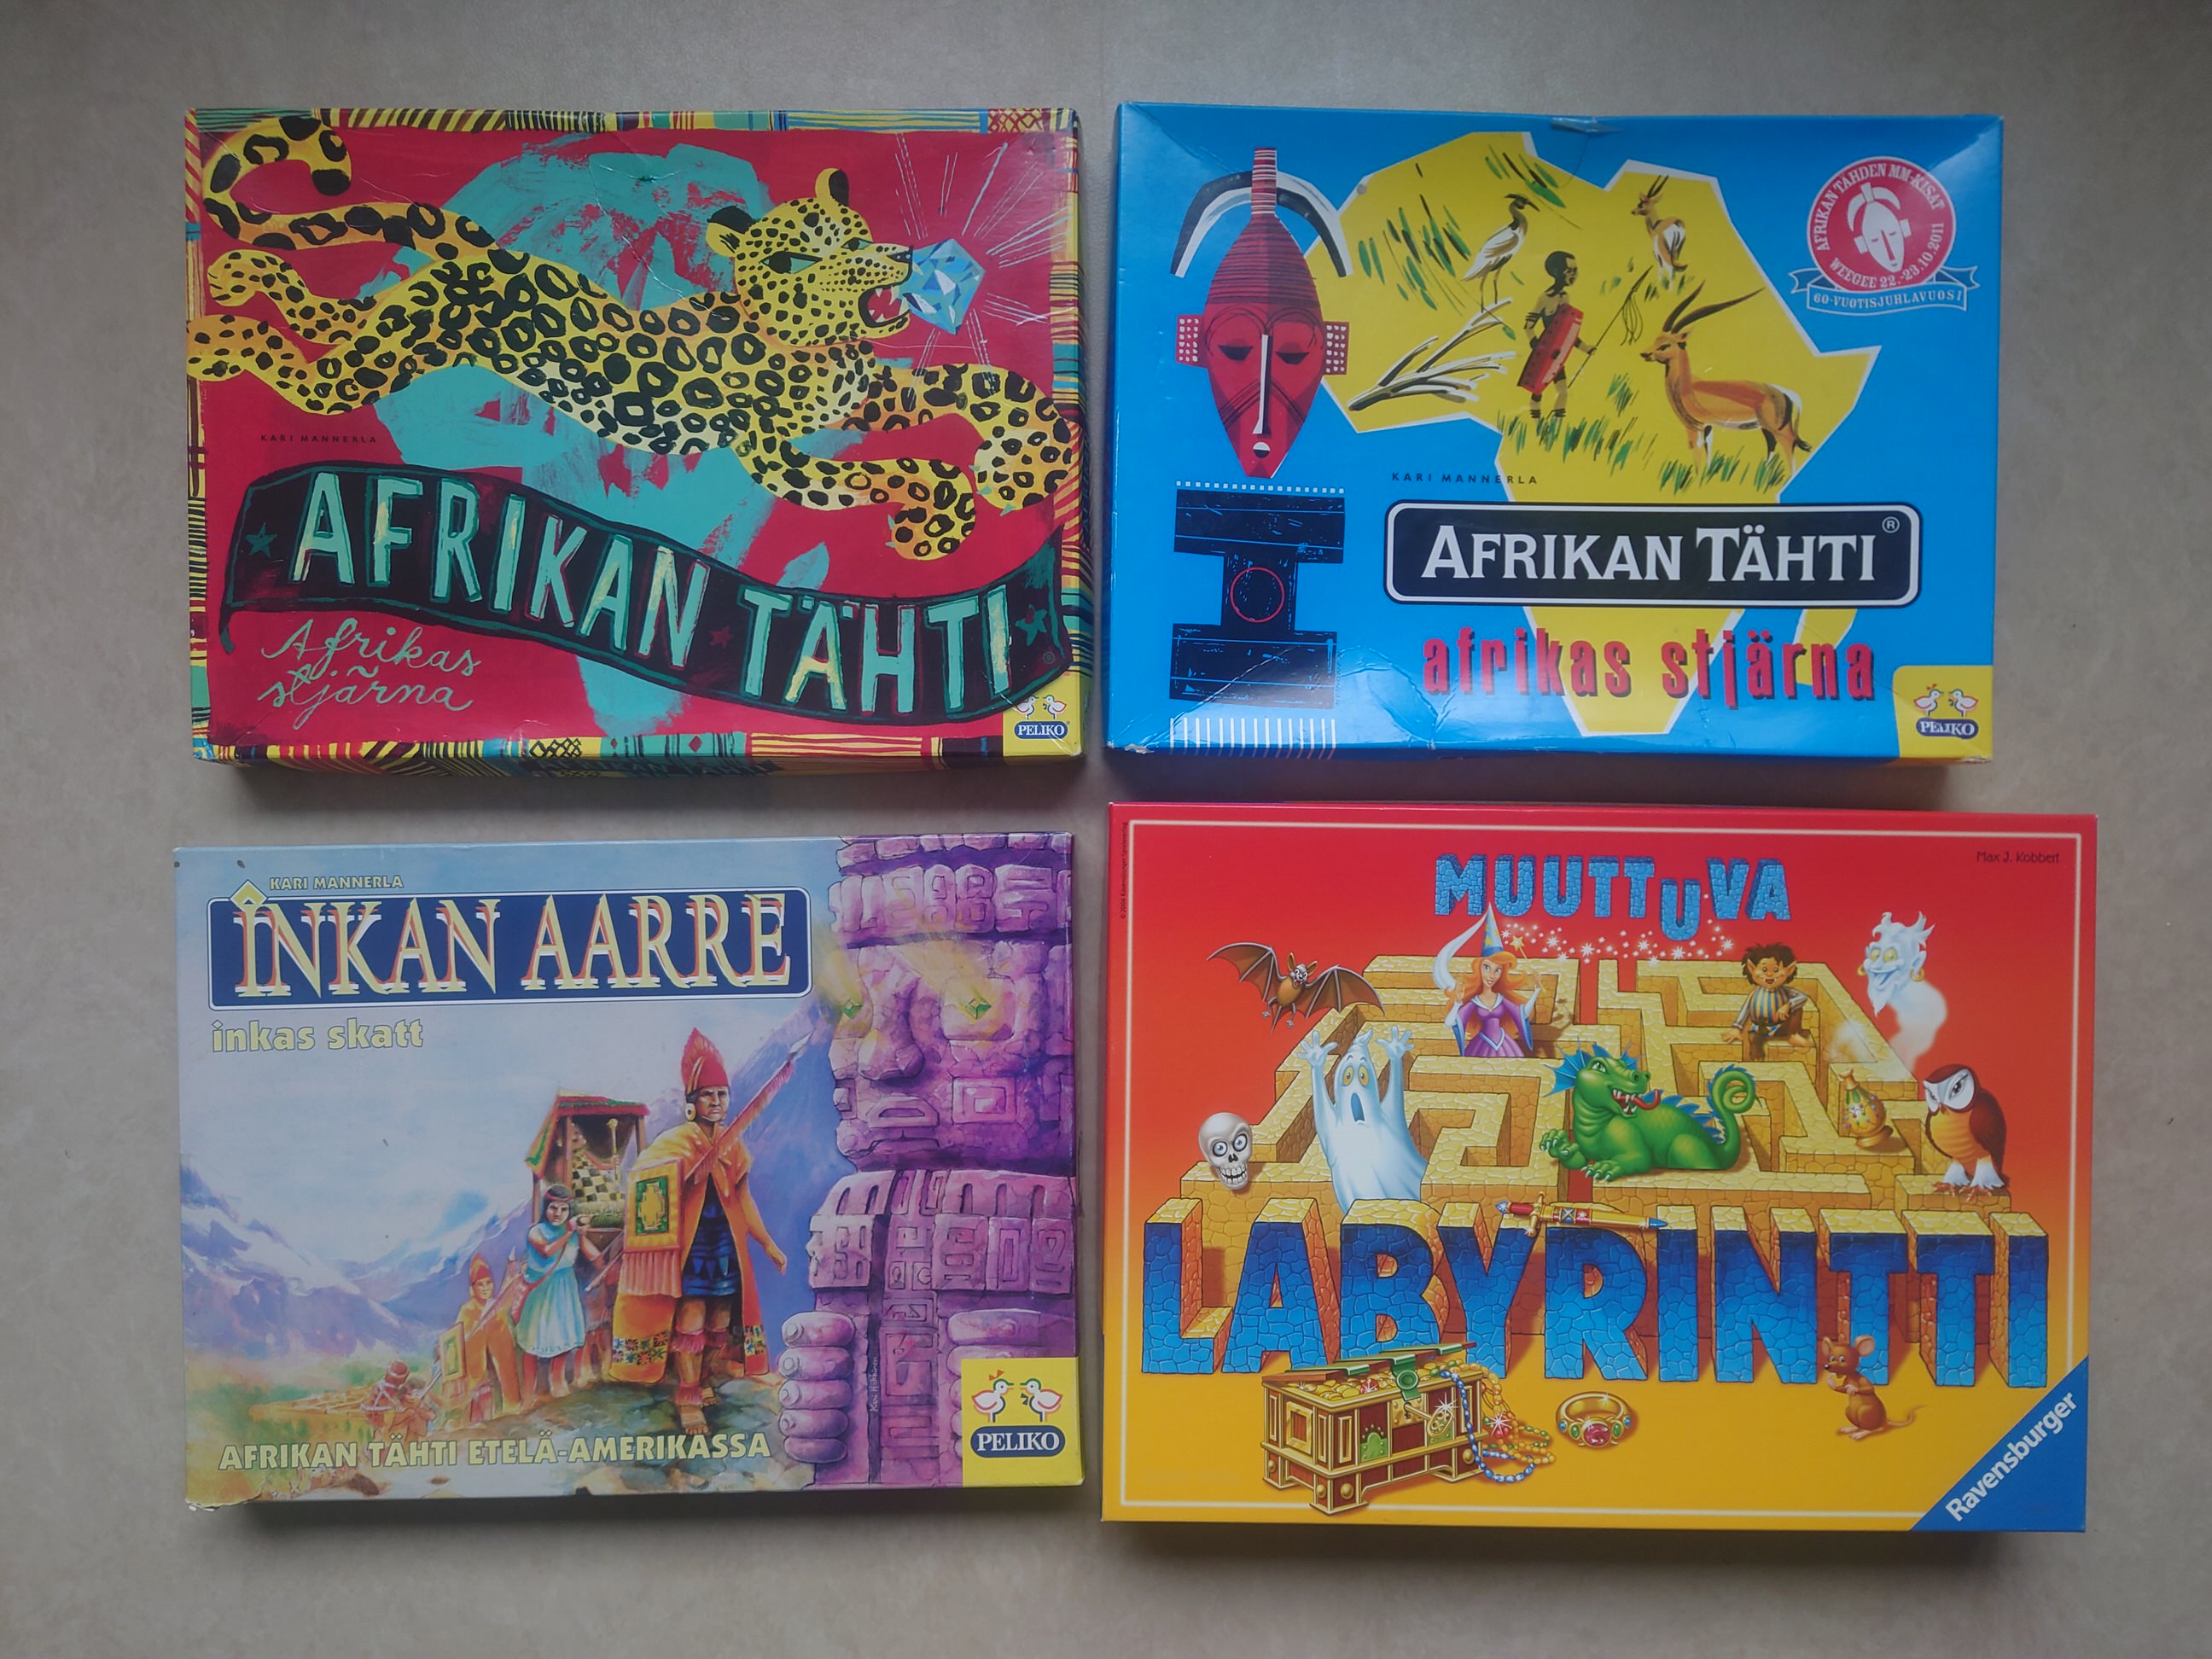 KARI MANNERLA
AFRIKAN TÄHTI
Afrikas
stjärna
PELIKO
AFRIKAN TÄHDEN MM-KISAT
WEEGEE 22.-23.10.2011
60-VUOTISJUHLAVUOSI
KARI MANNERLA
AFRIKAN TÄHTI®
afrikas stjärna
PELIKO
KARI MANNERLA
INKAN AARRE
inkas skatt
AFRIKAN TÄHTI ETELÄ-AMERIKASSA
PELIKO
Max J. Kobbert
MUUTTUVA
LABYRINTTI
Ravensburger